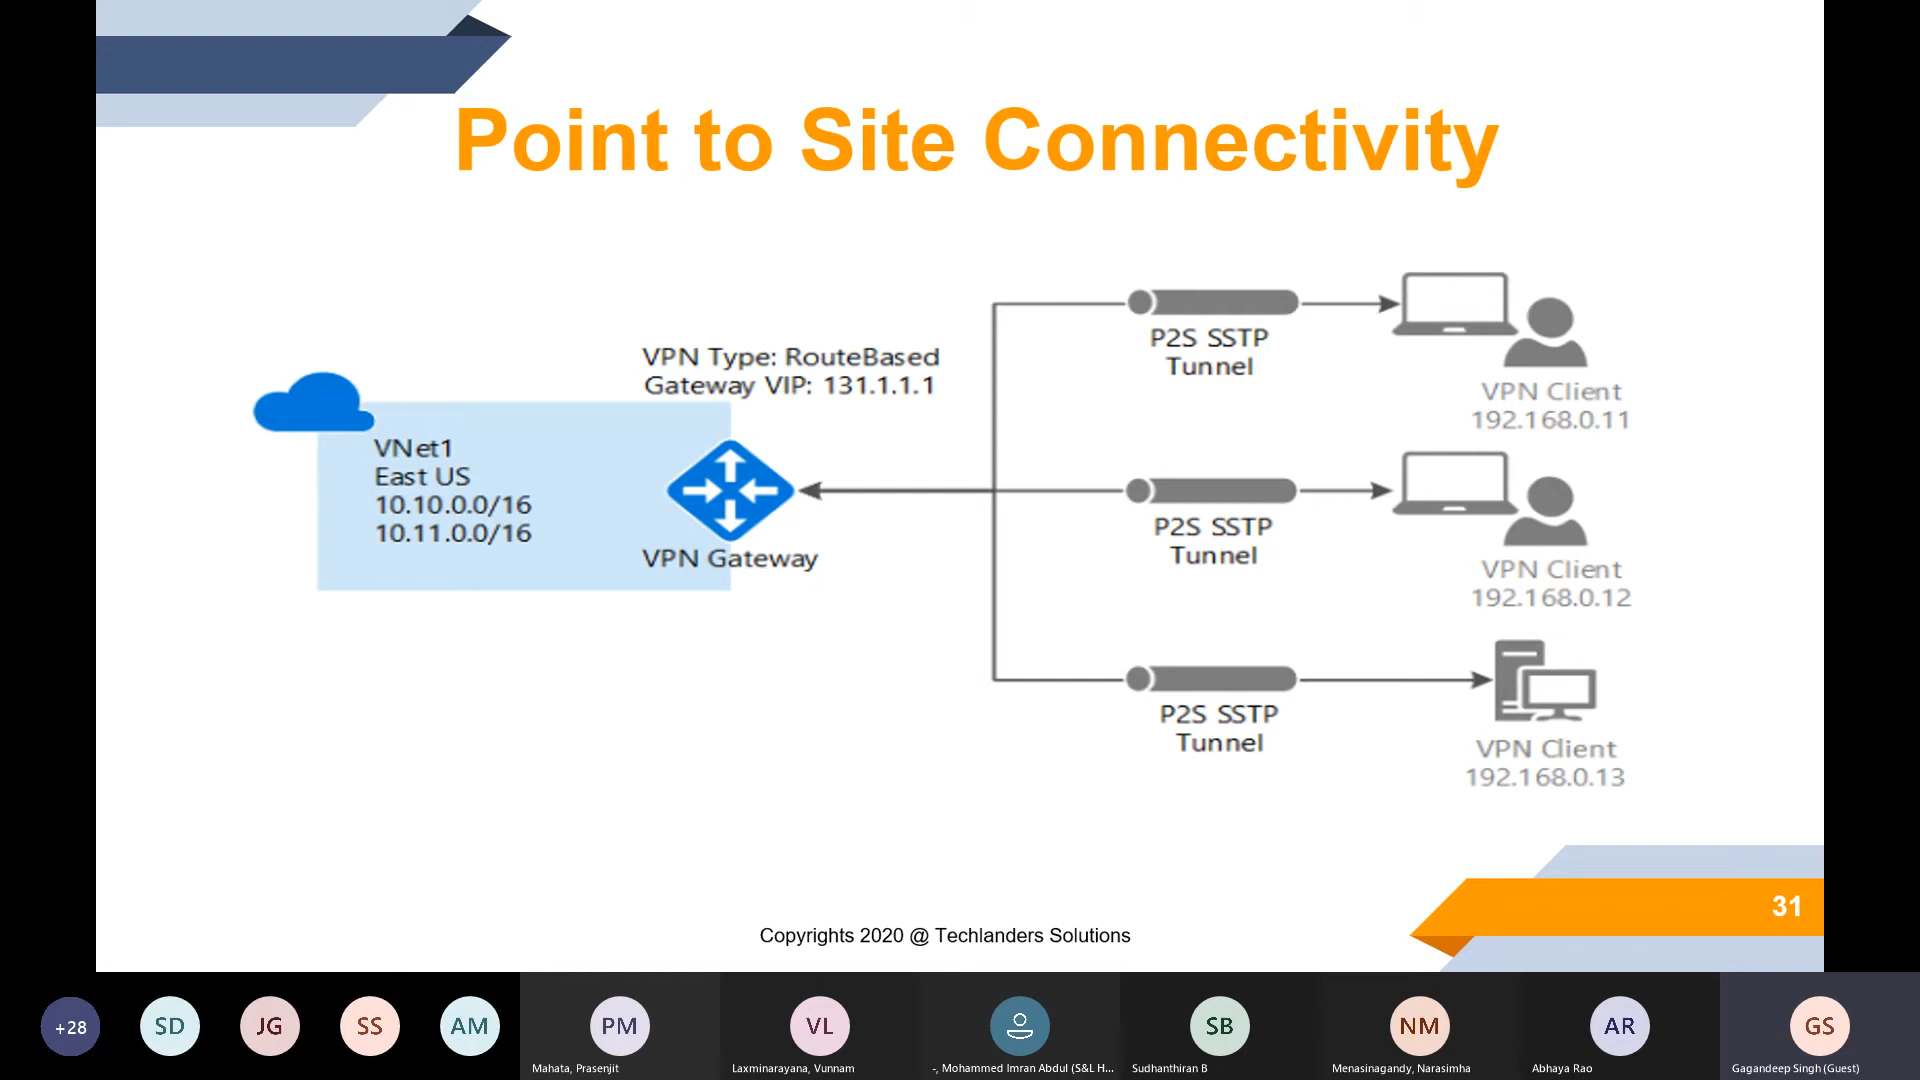 Point to Site Connectivity
VPN Type: RouteBased
Gateway VIP: 131.1.1.1
VNet1
East US
10.10.0.0/16
10.11.0.0/16
VPN Gateway
P2S SSTP
Tunnel
VPN Client
192.168.0.11
P2S SSTP
Tunnel
VPN Client
192.168.0.12
P2S SSTP
Tunnel
VPN Client
192.168.0.13
31
Copyrights 2020 @ Techlanders Solutions
+28
SD
JG
SS
AM
PM
VL
SB
NM
AR
GS
Mahata, Prasenjit
Laxminarayana, Vunnam
-, Mohammed Imran Abdul (S&L H...
Sudhanthiran B
Menasinagandy, Narasimha
Abhaya Rao
Gagandeep Singh (Guest)